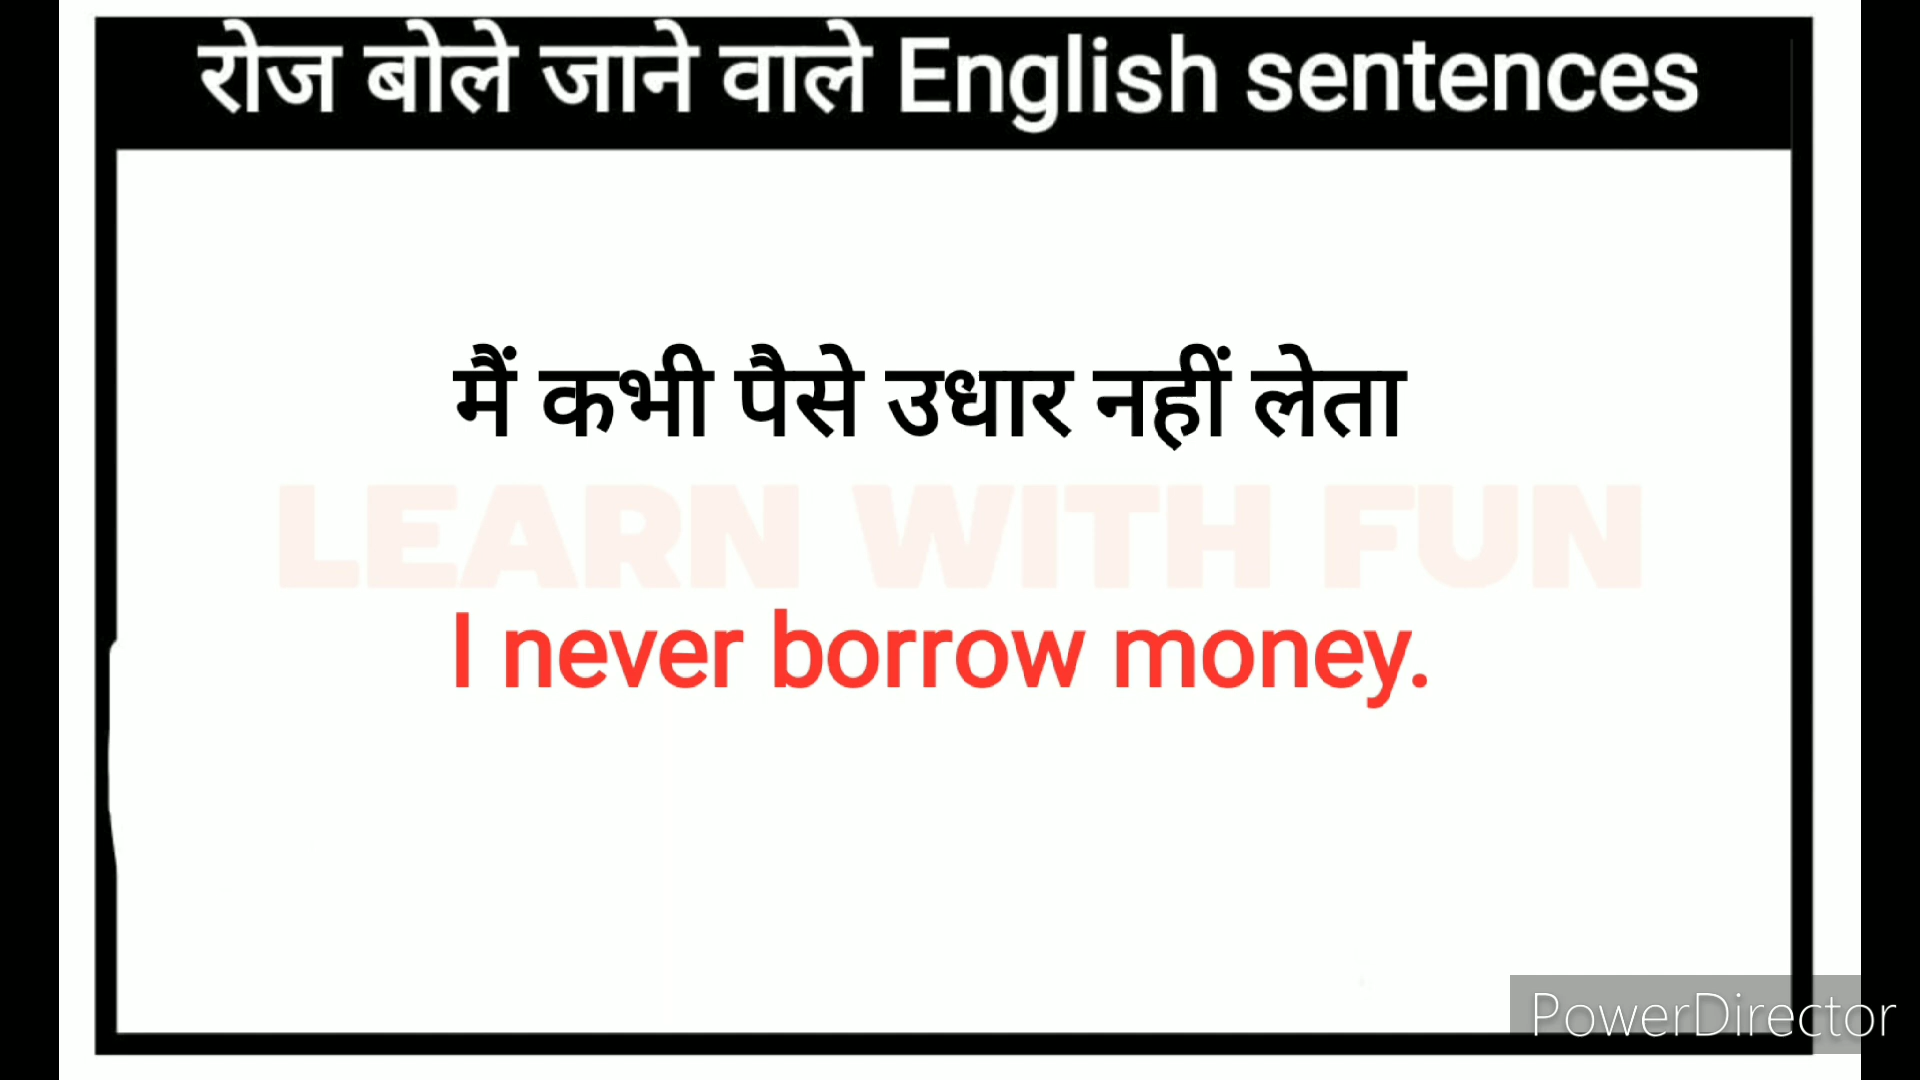 रोज बोले जाने वाले English sentences
मैं कभी पैसे उधार नहीं लेता
LEARN WITH FUN
I never borrow money.
PowerDirector